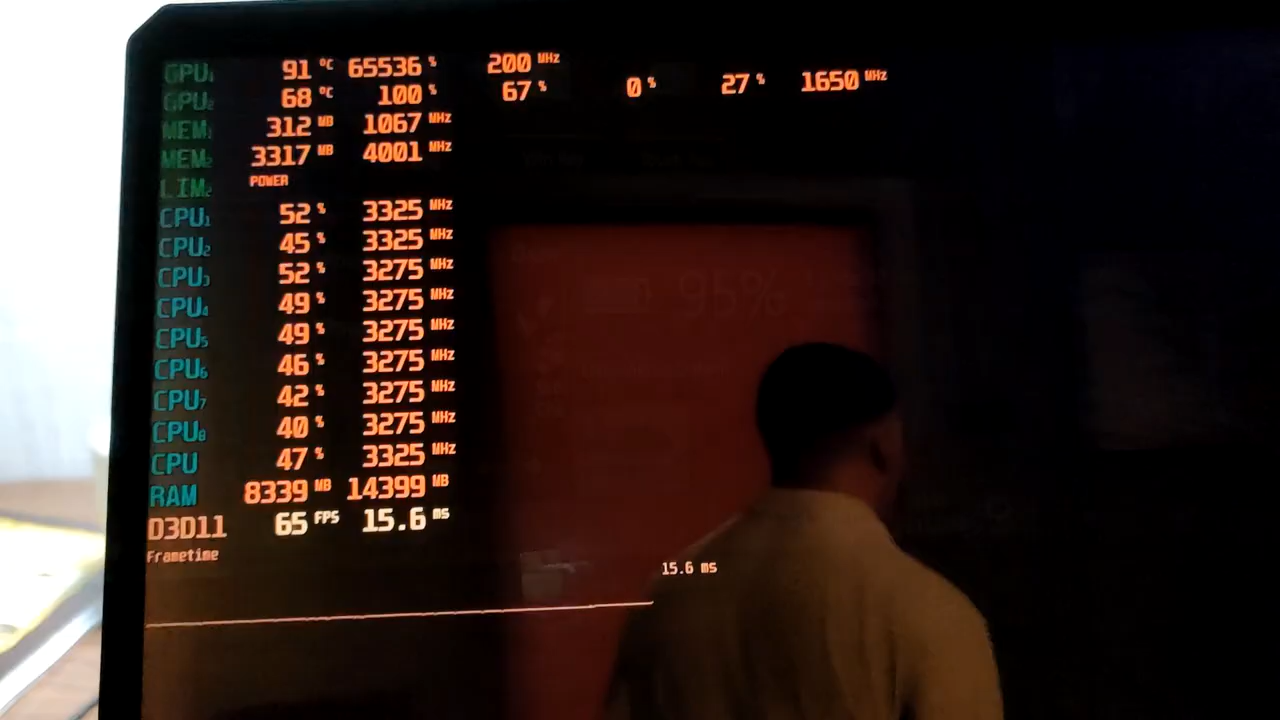 GPU1 91 °C 65536 % 200 MHz
GPU2 68 °C 100 % 67 % 0 % 27 % 1650 MHz
MEM1 312 MB 1067 MHz
MEM2 3317 MB 4001 MHz
LIM2 POWER
CPU1 52 % 3325 MHz
CPU2 45 % 3325 MHz
CPU3 52 % 3275 MHz
CPU4 49 % 3275 MHz
CPU5 49 % 3275 MHz
CPU6 46 % 3275 MHz
CPU7 42 % 3275 MHz
CPU8 40 % 3275 MHz
CPU 47 % 3325 MHz
RAM 8339 MB 14399 MB
D3D11 65 FPS 15.6 ms
Frametime
15.6 ms
95%